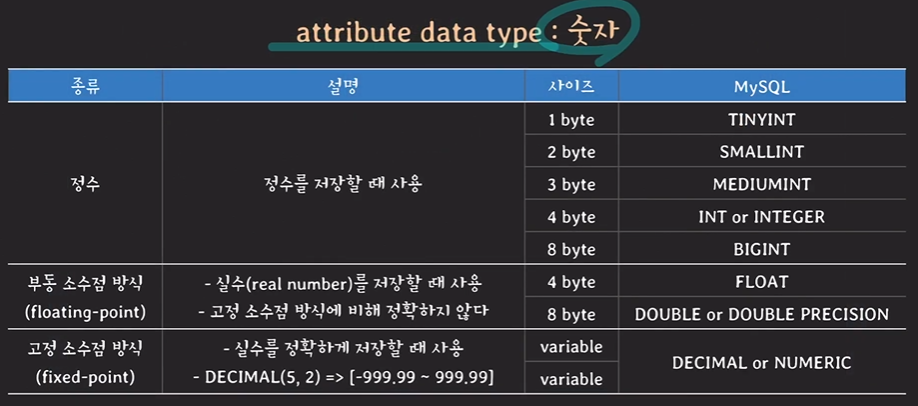 attribute data type : 숫자
종류 설명 사이즈 MySQL
정수 정수를 저장할 때 사용
1 byte TINYINT
2 byte SMALLINT
3 byte MEDIUMINT
4 byte INT or INTEGER
8 byte BIGINT
부동 소수점 방식
(floating-point)
- 실수(real number)를 저장할 때 사용
- 고정 소수점 방식에 비해 정확하지 않다
4 byte FLOAT
8 byte DOUBLE or DOUBLE PRECISION
고정 소수점 방식
(fixed-point)
- 실수를 정확하게 저장할 때 사용
- DECIMAL(5, 2) => [-999.99 ~ 999.99]
variable
variable
DECIMAL or NUMERIC